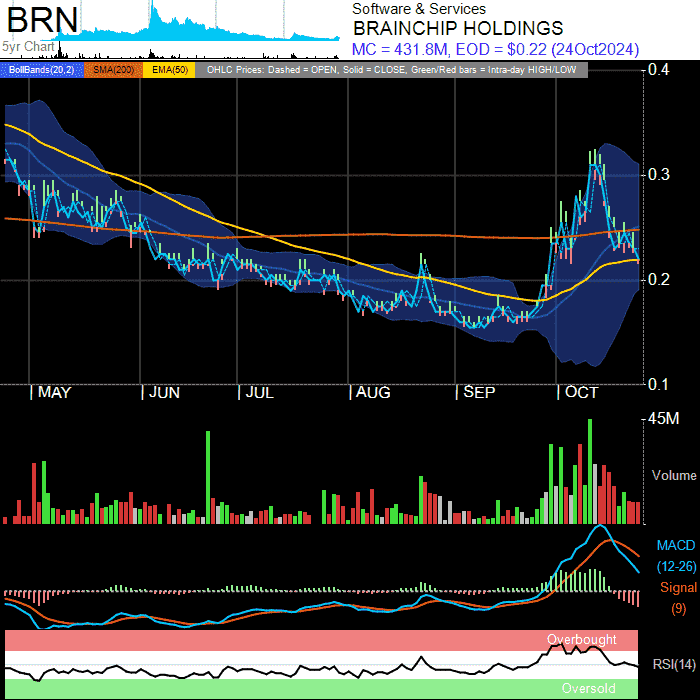 BRN
5yr Chart
Software & Services
BRAINCHIP HOLDINGS
MC = 431.8M, EOD = $0.22 (24Oct2024)
BollBands(20,2) SMA(200) EMA(50) OHLC Prices: Dashed = OPEN, Solid = CLOSE, Green/Red bars = Intra-day HIGH/LOW
0.4
0.3
0.2
0.1
| MAY | JUN | JUL | AUG | SEP | OCT
45M
Volume
MACD
(12-26)
Signal
(9)
Overbought
RSI(14)
Oversold